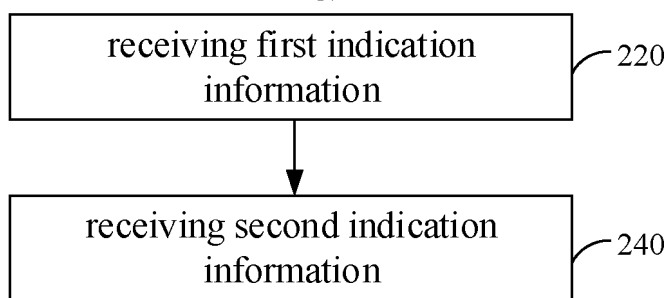 receiving first indication
information
220
receiving second indication
information
240